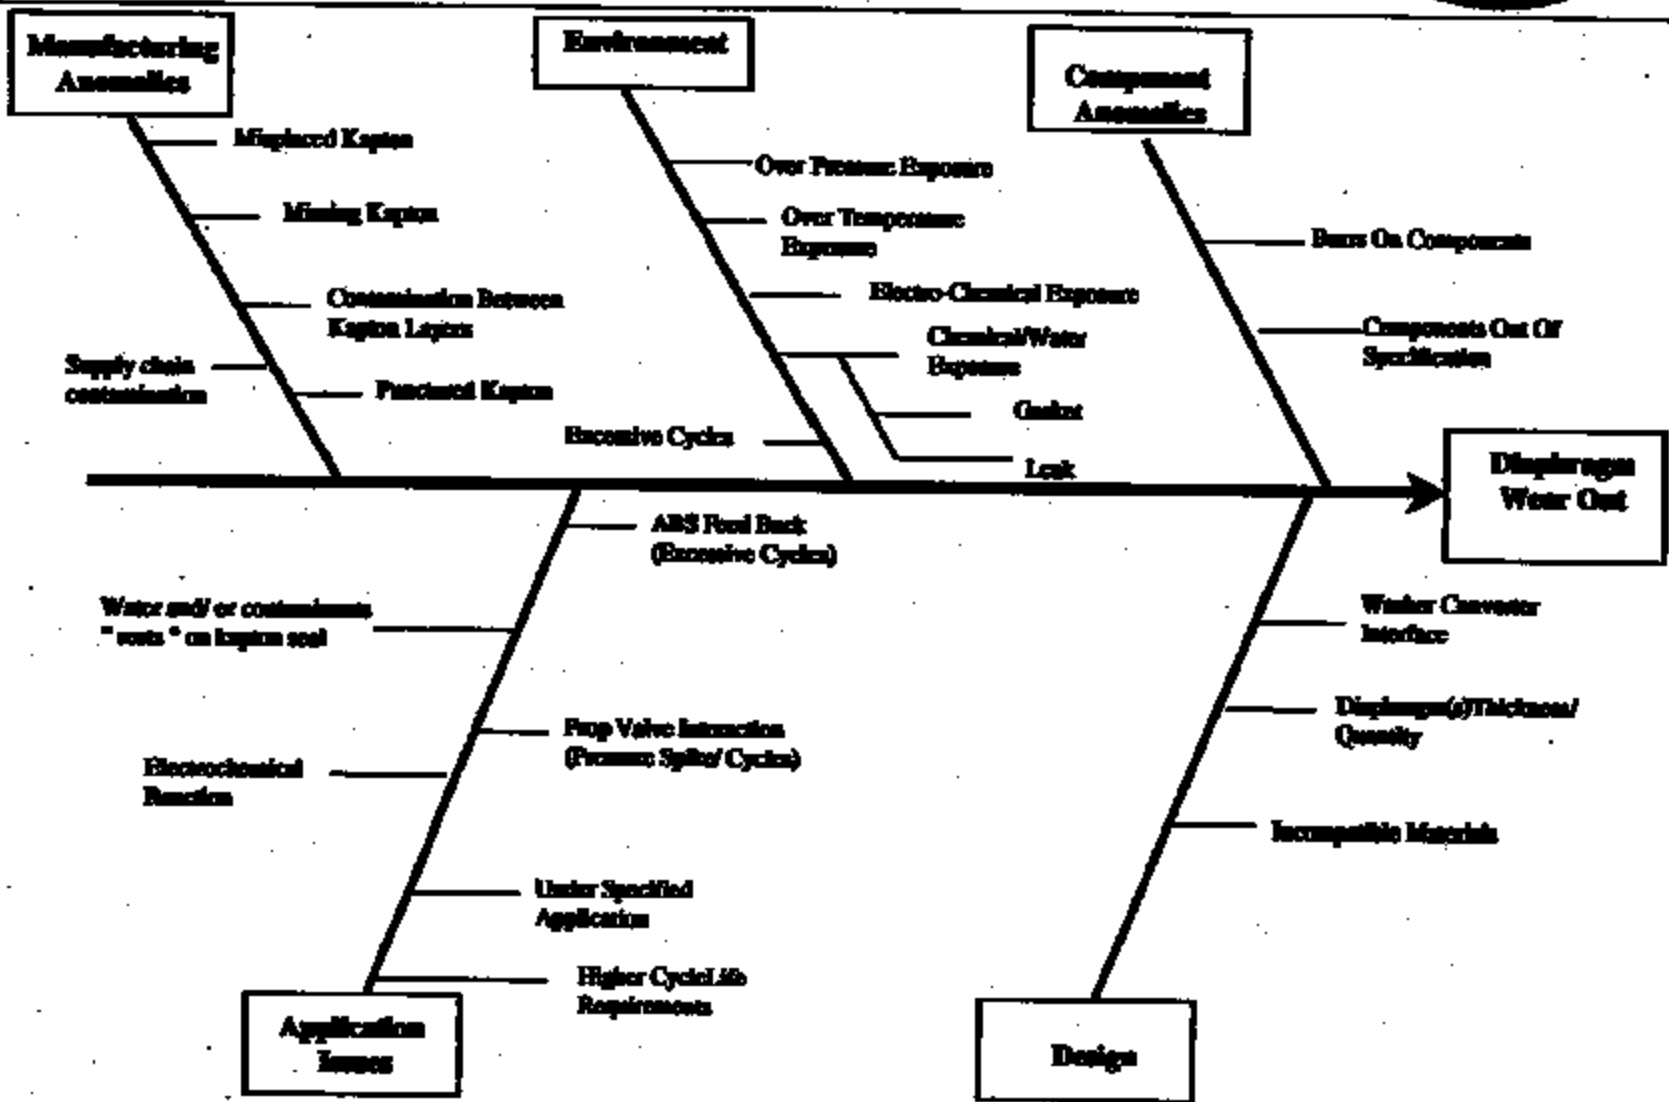 Manufacturing
Anomalies
Environment
Component
Anomalies
Misplaced Kapton
Missing Kapton
Contamination Between
Kapton Layers
Supply chain
contamination
Punctured Kapton
Over Pressure Exposure
Over Temperature
Exposure
Electro-Chemical Exposure
Chemical/Water
Exposure
Gasket
Leak
Excessive Cycles
Burrs On Components
Components Out Of
Specification
Diaphragm
Wear Out
ABS Feed Back
(Excessive Cycles)
Water and/ or contaminants
" rests " on kapton seal
Prop Valve Interaction
(Pressure Spike/ Cycles)
Electrochemical
Reaction
Under Specified
Application
Higher CycleLife
Requirements
Application
Issues
Washer Converter
Interface
Diaphragm(s)Thickness/
Quantity
Incompatible Materials
Design